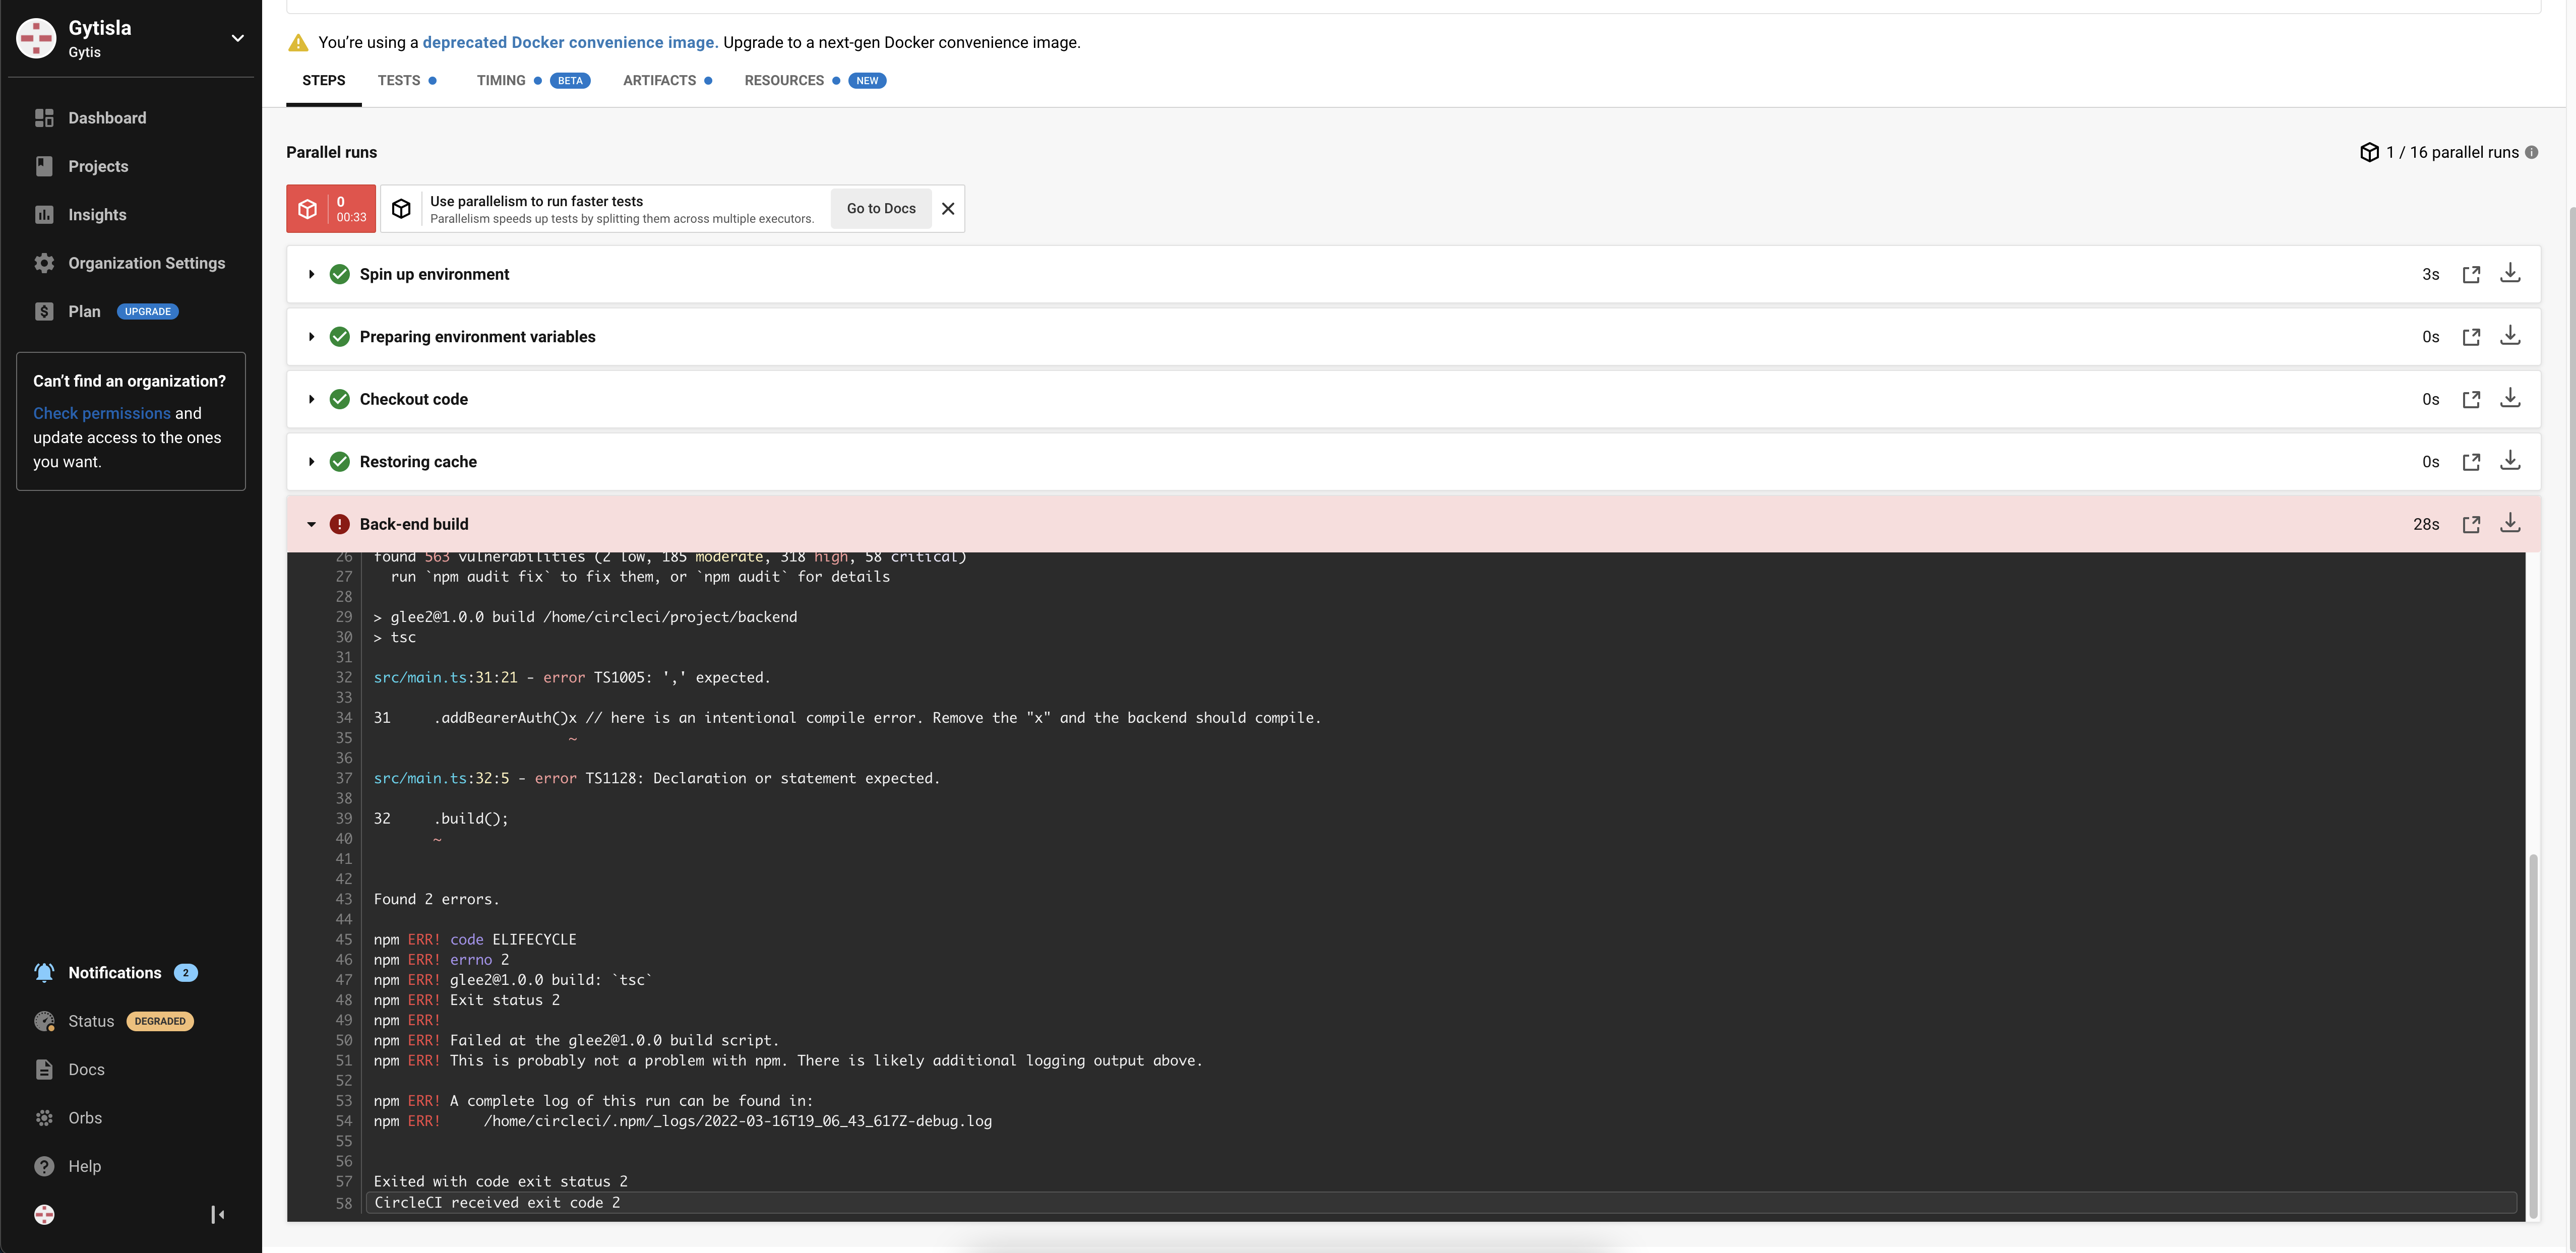 Gytisla
Gytis
Dashboard
Projects
Insights
Organization Settings
Plan UPGRADE
Can't find an organization?
Check permissions and
update access to the ones
you want.
Notifications 2
Status DEGRADED
Docs
Orbs
Help
You're using a deprecated Docker convenience image. Upgrade to a next-gen Docker convenience image.
STEPS TESTS TIMING BETA ARTIFACTS RESOURCES NEW
Parallel runs
1 / 16 parallel runs
0
00:33
Use parallelism to run faster tests
Parallelism speeds up tests by splitting them across multiple executors.
Go to Docs
Spin up environment 3s
Preparing environment variables 0s
Checkout code 0s
Restoring cache 0s
Back-end build 28s
26 found 563 vulnerabilities (2 low, 185 moderate, 318 high, 58 critical)
27 run `npm audit fix` to fix them, or `npm audit` for details
28
29 > glee2@1.0.0 build /home/circleci/project/backend
30 > tsc
31
32 src/main.ts:31:21 - error TS1005: ',' expected.
33
34 31     .addBearerAuth()x // here is an intentional compile error. Remove the "x" and the backend should compile.
35 ~
36
37 src/main.ts:32:5 - error TS1128: Declaration or statement expected.
38
39 32     .build();
40 ~
41
42
43 Found 2 errors.
44
45 npm ERR! code ELIFECYCLE
46 npm ERR! errno 2
47 npm ERR! glee2@1.0.0 build: `tsc`
48 npm ERR! Exit status 2
49 npm ERR!
50 npm ERR! Failed at the glee2@1.0.0 build script.
51 npm ERR! This is probably not a problem with npm. There is likely additional logging output above.
52
53 npm ERR! A complete log of this run can be found in:
54 npm ERR!     /home/circleci/.npm/_logs/2022-03-16T19_06_43_617Z-debug.log
55
56
57 Exited with code exit status 2
58 CircleCI received exit code 2